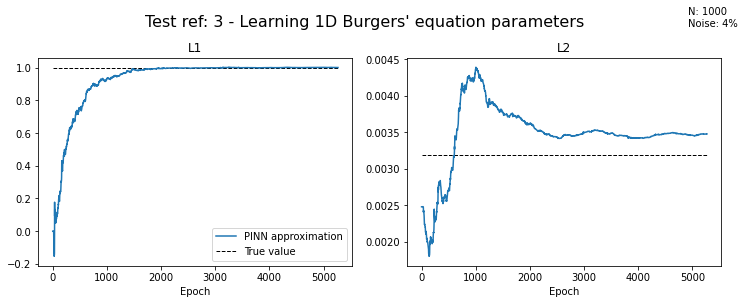 Test ref: 3 - Learning 1D Burgers' equation parameters
N: 1000
Noise: 4%
L1
1.0
0.8
0.6
0.4
0.2
0.0
−0.2
0 1000 2000 3000 4000 5000
Epoch
PINN approximation
True value
L2
0.0045
0.0040
0.0035
0.0030
0.0025
0.0020
0 1000 2000 3000 4000 5000
Epoch